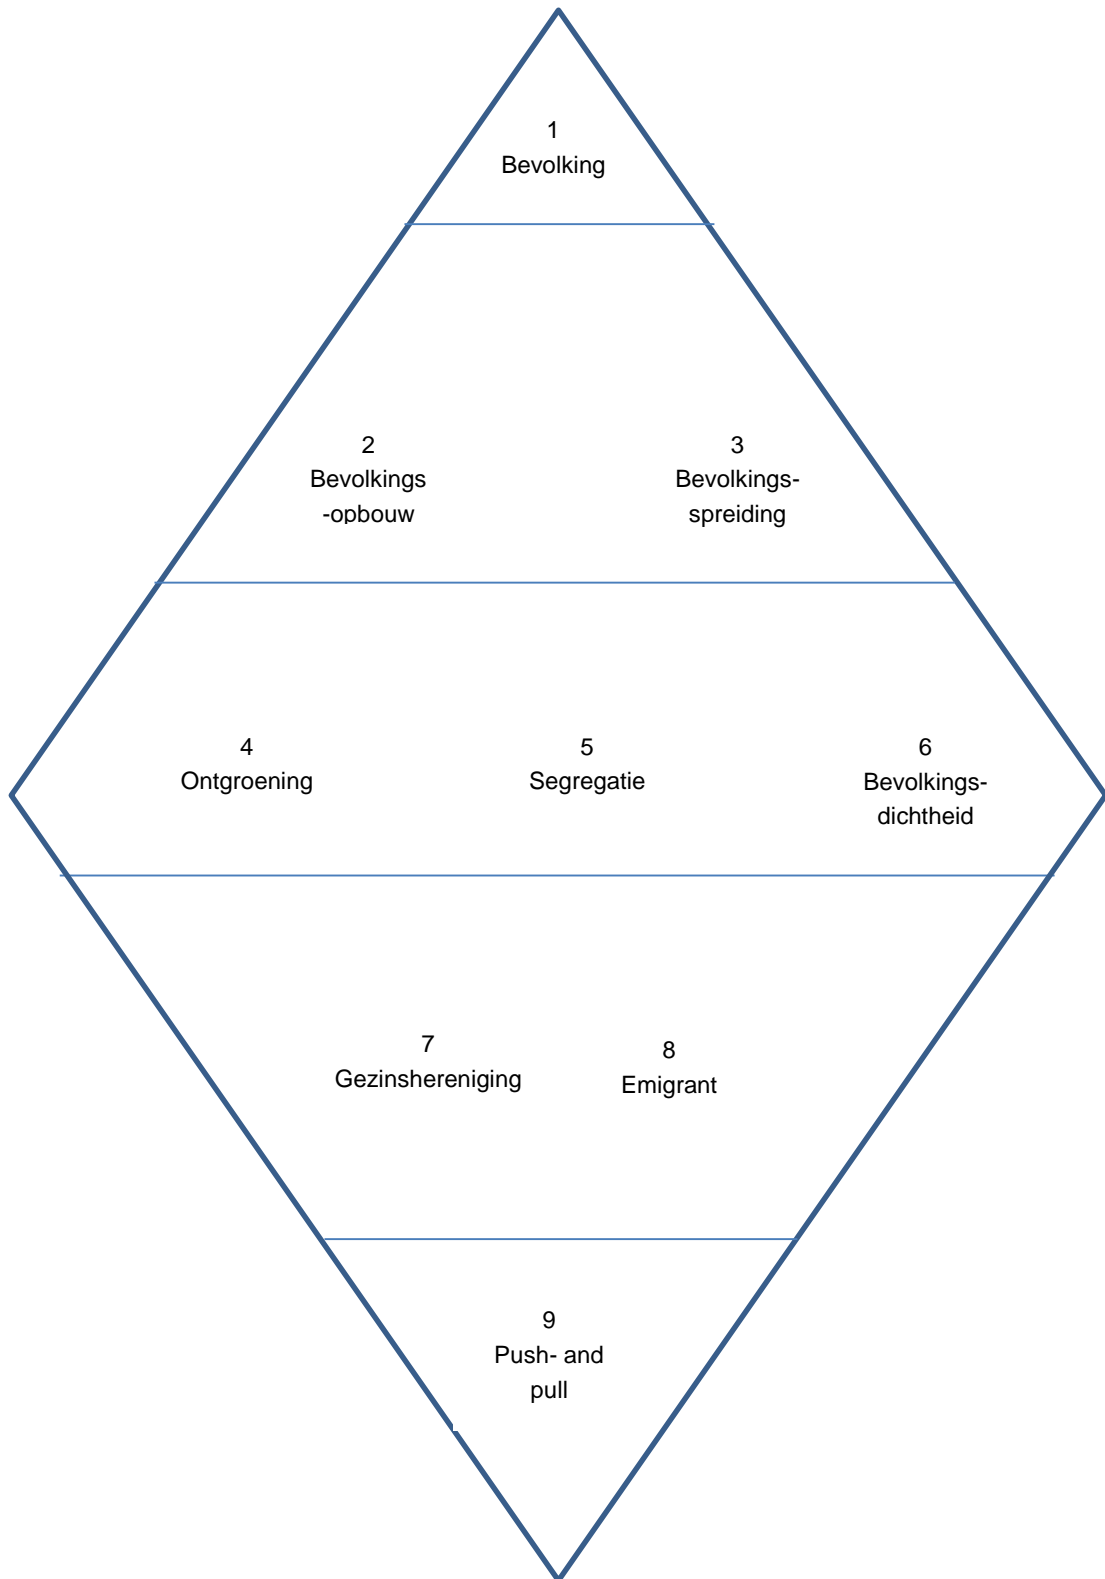 1
Bevolking
2
Bevolkings
-opbouw
3
Bevolkings-
spreiding
4
Ontgroening
5
Segregatie
6
Bevolkings-
dichtheid
7
Gezinshereniging
8
Emigrant
9
Push- and
pull